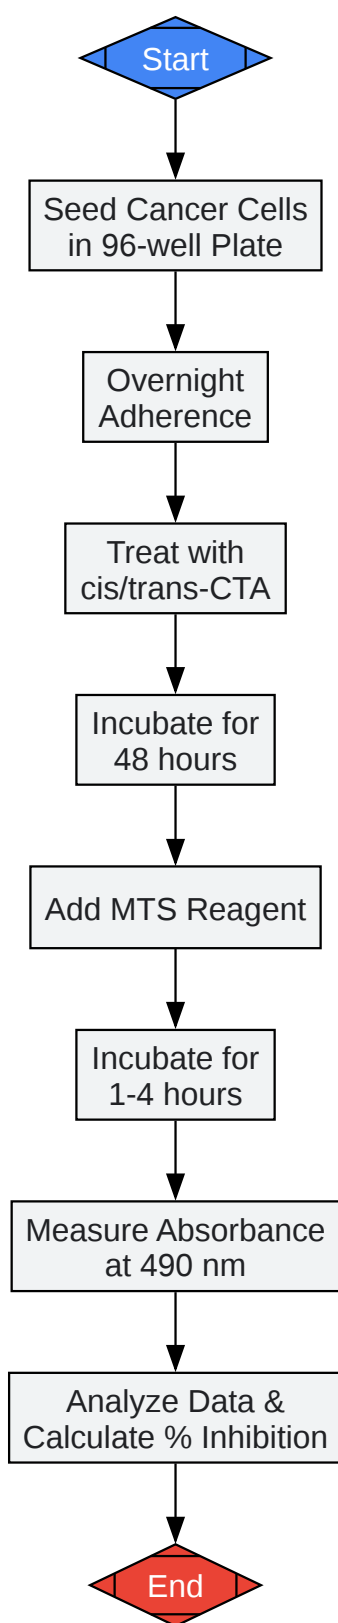 Start
Seed Cancer Cells
in 96-well Plate
Overnight
Adherence
Treat with
cis/trans-CTA
Incubate for
48 hours
Add MTS Reagent
Incubate for
1-4 hours
Measure Absorbance
at 490 nm
Analyze Data &
Calculate % Inhibition
End